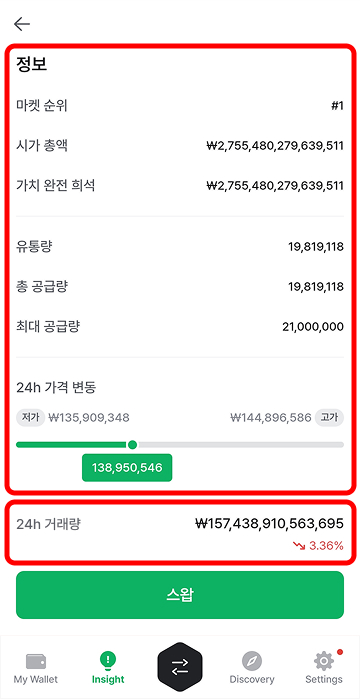 정보
마켓 순위 #1
시가 총액 ₩2,755,480,279,639,511
가치 완전 희석 ₩2,755,480,279,639,511
유통량 19,819,118
총 공급량 19,819,118
최대 공급량 21,000,000
24h 가격 변동
저가 ₩135,909,348 ₩144,896,586 고가
138,950,546
24h 거래량 ₩157,438,910,563,695
3.36%
스왑
My Wallet Insight Discovery Settings